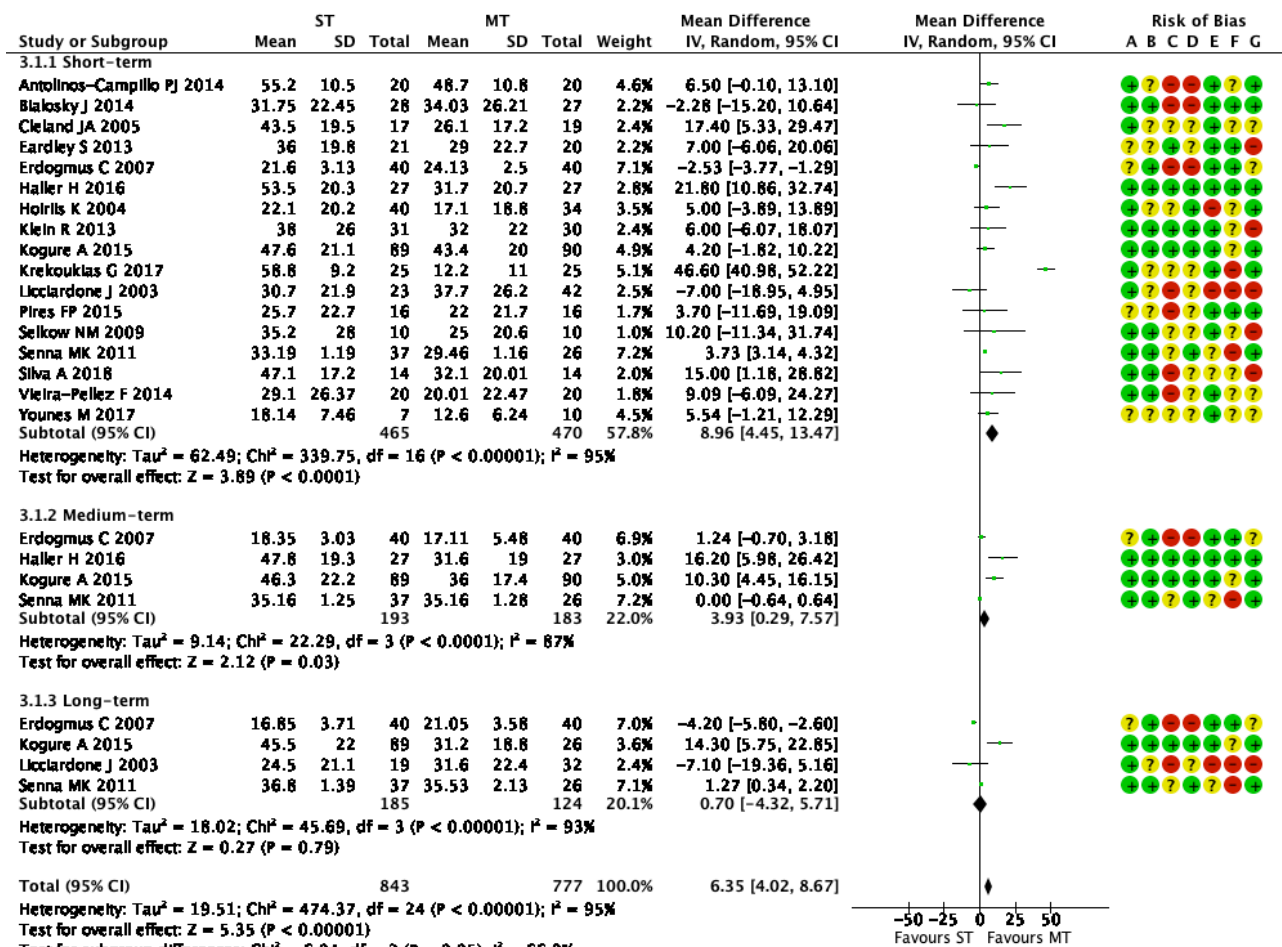 ST MT Mean Difference Mean Difference Risk of Bias
Study or Subgroup Mean SD Total Mean SD Total Weight IV, Random, 95% CI IV, Random, 95% CI A B C D E F G
3.1.1 Short-term
Antolinos-Campillo PJ 2014 55.2 10.5 20 48.7 10.8 20 4.6% 6.50 [-0.10, 13.10] + ? - - + ? +
Bialosky J 2014 31.75 22.45 28 34.03 26.21 27 2.2% -2.28 [-15.20, 10.64] + + - - + + +
Cleland JA 2005 43.5 19.5 17 26.1 17.2 19 2.4% 17.40 [5.33, 29.47] + ? ? ? + ? ?
Eardley S 2013 36 19.8 21 29 22.7 20 2.2% 7.00 [-6.06, 20.06] ? ? + ? + + -
Erdogmus C 2007 21.6 3.13 40 24.13 2.5 40 7.1% -2.53 [-3.77, -1.29] ? + - - + + ?
Haller H 2016 53.5 20.3 27 31.7 20.7 27 2.8% 21.80 [10.86, 32.74] + + + + + + +
Hoiriis K 2004 22.1 20.2 40 17.1 18.8 34 3.5% 5.00 [-3.89, 13.89] + ? ? + - ? +
Klein R 2013 38 26 31 32 22 30 2.4% 6.00 [-6.07, 18.07] + + + + + ? -
Kogure A 2015 47.6 21.1 89 43.4 20 90 4.9% 4.20 [-1.82, 10.22] + + + + + ? +
Krekoukias G 2017 58.8 9.2 25 12.2 11 25 5.1% 46.60 [40.98, 52.22] + ? ? ? + - +
Licciardone J 2003 30.7 21.9 23 37.7 26.2 42 2.5% -7.00 [-18.95, 4.95] + ? - ? - - -
Pires FP 2015 25.7 22.7 16 22 21.7 16 1.7% 3.70 [-11.69, 19.09] ? ? - ? + + +
Selkow NM 2009 35.2 28 10 25 20.6 10 1.0% 10.20 [-11.34, 31.74] + + ? ? + ? -
Senna MK 2011 33.19 1.19 37 29.46 1.16 26 7.2% 3.73 [3.14, 4.32] + + ? + ? - +
Silva A 2018 47.1 17.2 14 32.1 20.01 14 2.0% 15.00 [1.18, 28.82] + + - ? ? ? -
Vieira-Pellez F 2014 29.1 26.37 20 20.01 22.47 20 1.8% 9.09 [-6.09, 24.27] + + - ? + ? ?
Younes M 2017 18.14 7.46 7 12.6 6.24 10 4.5% 5.54 [-1.21, 12.29] ? ? ? ? + ? ?
Subtotal (95% CI) 465 470 57.8% 8.96 [4.45, 13.47]
Heterogeneity: Tau² = 62.49; Chi² = 339.75, df = 16 (P < 0.00001); I² = 95%
Test for overall effect: Z = 3.89 (P < 0.0001)
3.1.2 Medium-term
Erdogmus C 2007 18.35 3.03 40 17.11 5.48 40 6.9% 1.24 [-0.70, 3.18] ? + - - + + ?
Haller H 2016 47.8 19.3 27 31.6 19 27 3.0% 16.20 [5.98, 26.42] + + + + + + +
Kogure A 2015 46.3 22.2 89 36 17.4 90 5.0% 10.30 [4.45, 16.15] + + + + + ? +
Senna MK 2011 35.16 1.25 37 35.16 1.28 26 7.2% 0.00 [-0.64, 0.64] + + ? + ? - +
Subtotal (95% CI) 193 183 22.0% 3.93 [0.29, 7.57]
Heterogeneity: Tau² = 9.14; Chi² = 22.29, df = 3 (P < 0.0001); I² = 87%
Test for overall effect: Z = 2.12 (P = 0.03)
3.1.3 Long-term
Erdogmus C 2007 16.85 3.71 40 21.05 3.58 40 7.0% -4.20 [-5.80, -2.60] ? + - - + + ?
Kogure A 2015 45.5 22 89 31.2 18.8 26 3.6% 14.30 [5.75, 22.85] + + + + + ? +
Licciardone J 2003 24.5 21.1 19 31.6 22.4 32 2.4% -7.10 [-19.36, 5.16] + ? - ? - - -
Senna MK 2011 36.8 1.39 37 35.53 2.13 26 7.1% 1.27 [0.34, 2.20] + + ? + ? - +
Subtotal (95% CI) 185 124 20.1% 0.70 [-4.32, 5.71]
Heterogeneity: Tau² = 18.02; Chi² = 45.69, df = 3 (P < 0.00001); I² = 93%
Test for overall effect: Z = 0.27 (P = 0.79)
Total (95% CI) 843 777 100.0% 6.35 [4.02, 8.67]
Heterogeneity: Tau² = 19.51; Chi² = 474.37, df = 24 (P < 0.00001); I² = 95%
Test for overall effect: Z = 5.35 (P < 0.00001)
-50 -25 0 25 50
Favours ST Favours MT